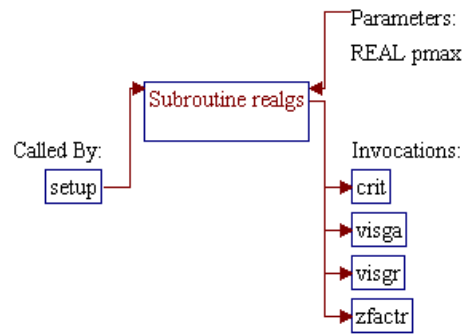 Parameters:
REAL pmax
Subroutine realgs
Called By:
setup
Invocations:
crit
visga
visgr
zfactr